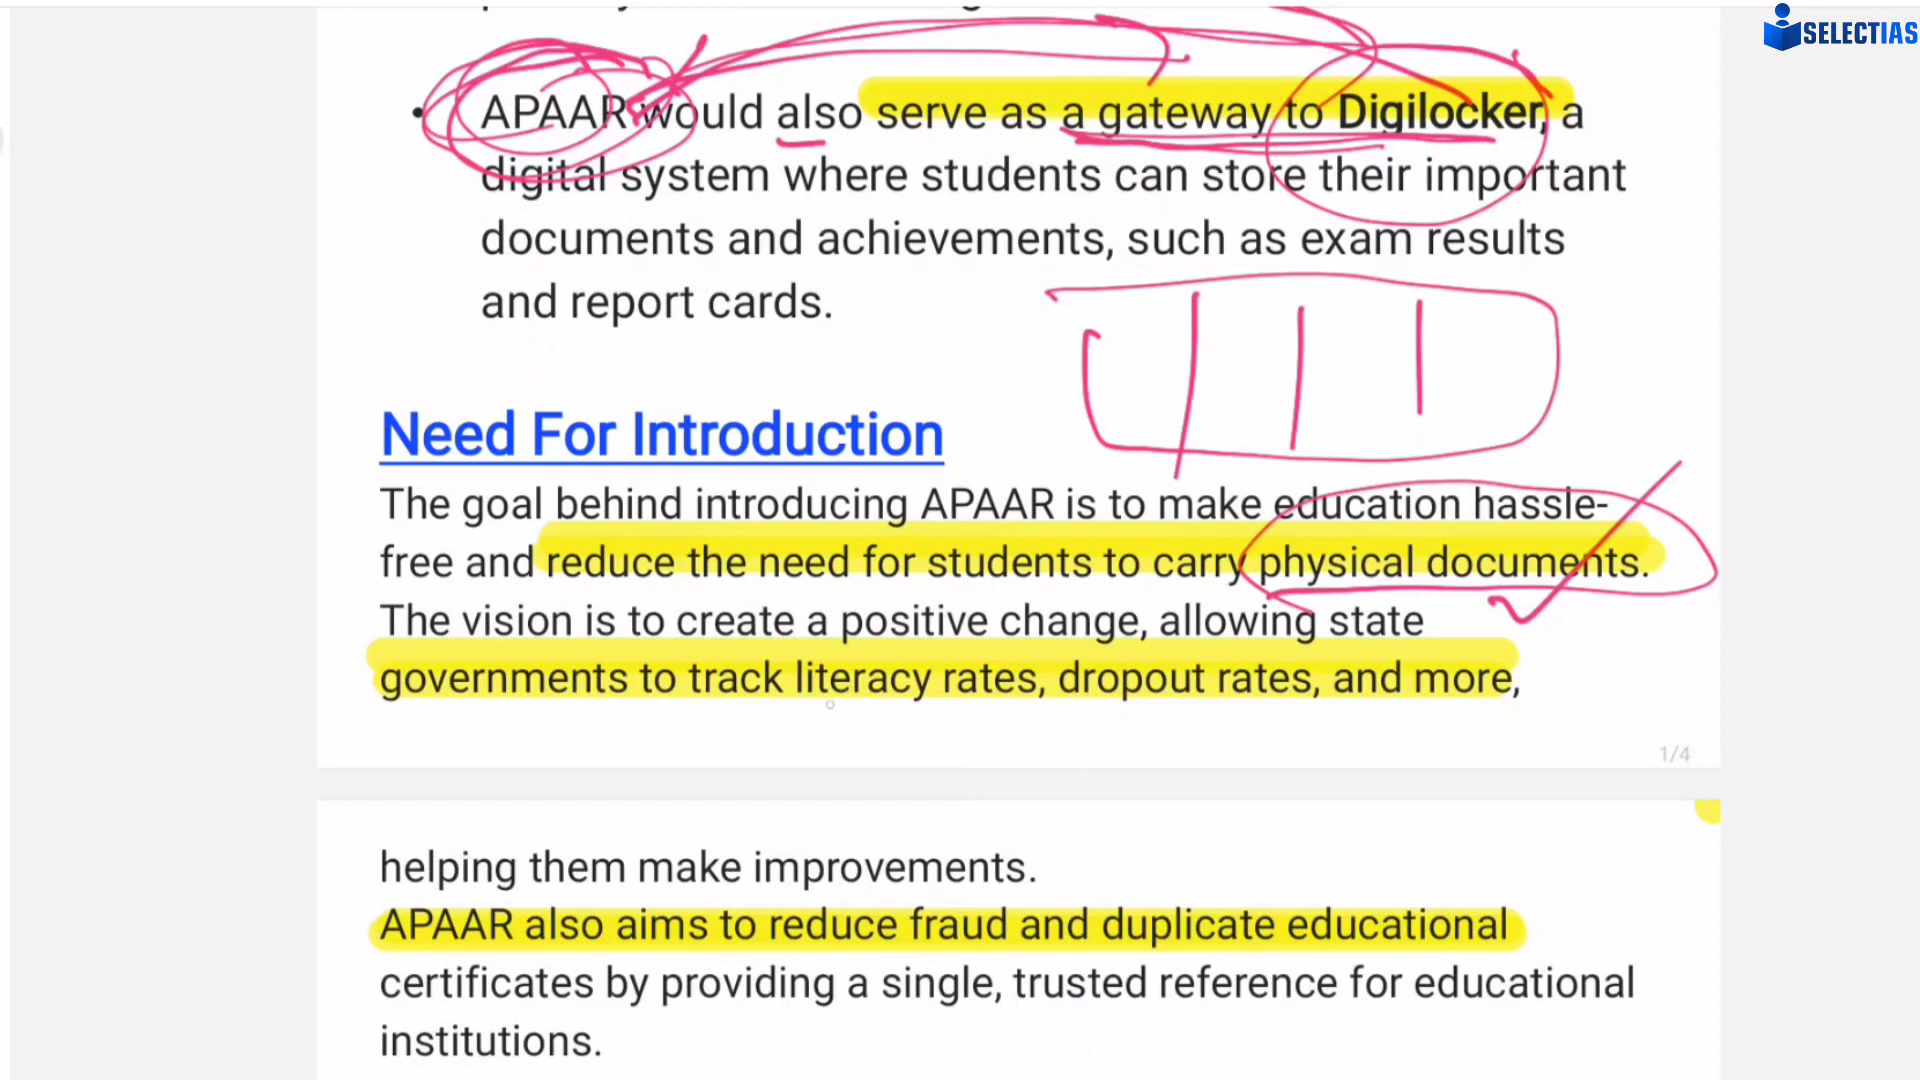 SELECTIAS
• APAAR would also serve as a gateway to Digilocker, a
digital system where students can store their important
documents and achievements, such as exam results
and report cards.
Need For Introduction
The goal behind introducing APAAR is to make education hassle-
free and reduce the need for students to carry physical documents.
The vision is to create a positive change, allowing state
governments to track literacy rates, dropout rates, and more,
1/4
helping them make improvements.
APAAR also aims to reduce fraud and duplicate educational
certificates by providing a single, trusted reference for educational
institutions.